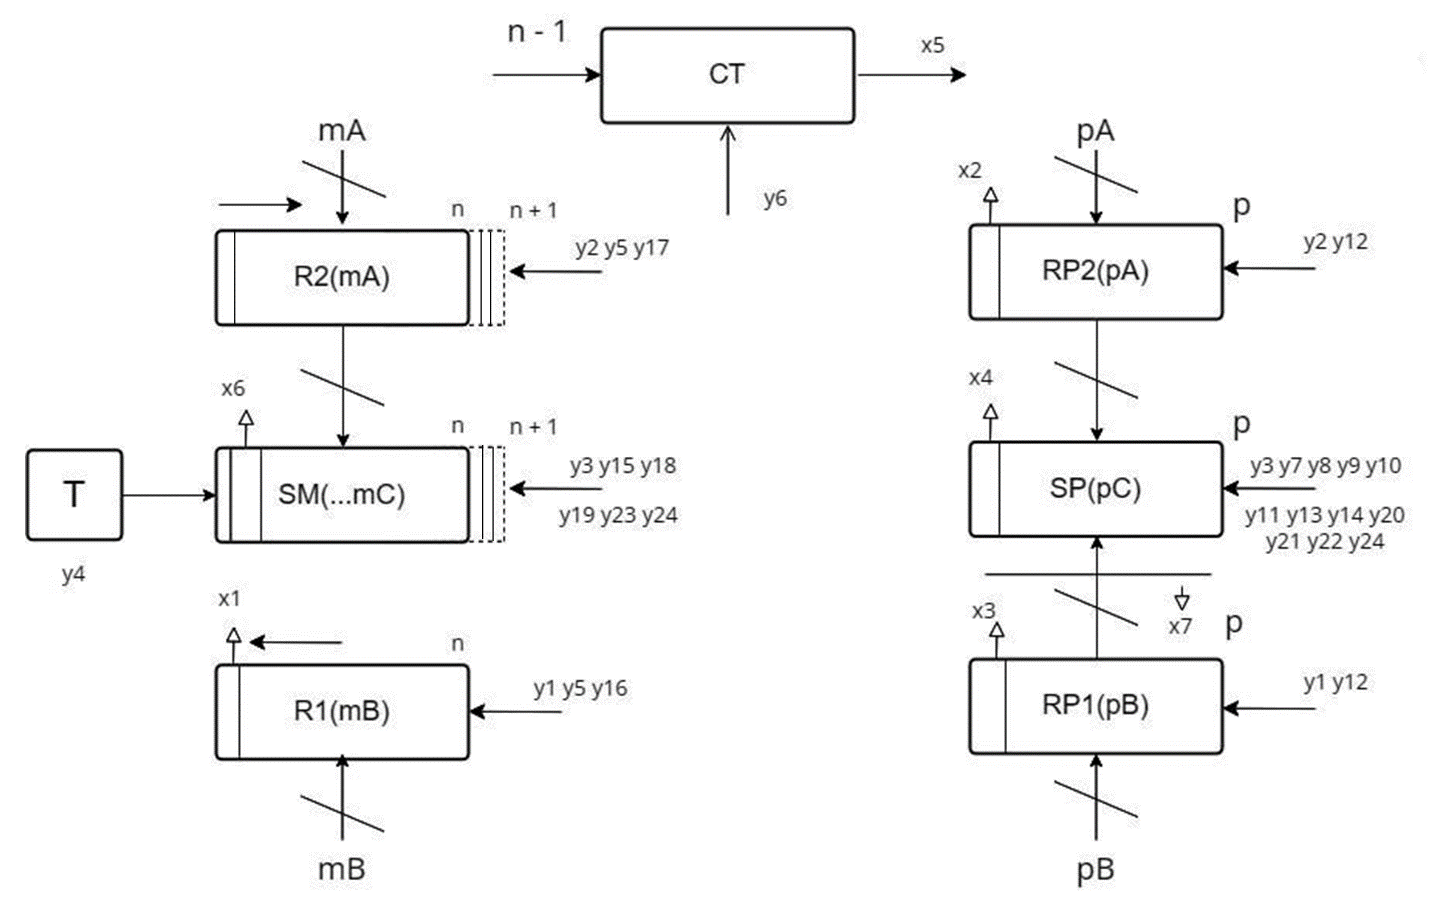 n - 1
CT
x5
y6
mA
n
n + 1
R2(mA)
y2 y5 y17
x6
n
n + 1
T
y4
SM(...mC)
y3 y15 y18
y19 y23 y24
x1
n
R1(mB)
y1 y5 y16
mB
pA
x2
p
RP2(pA)
y2 y12
x4
p
SP(pC)
y3 y7 y8 y9 y10
y11 y13 y14 y20
y21 y22 y24
x3
x7
p
RP1(pB)
y1 y12
pB